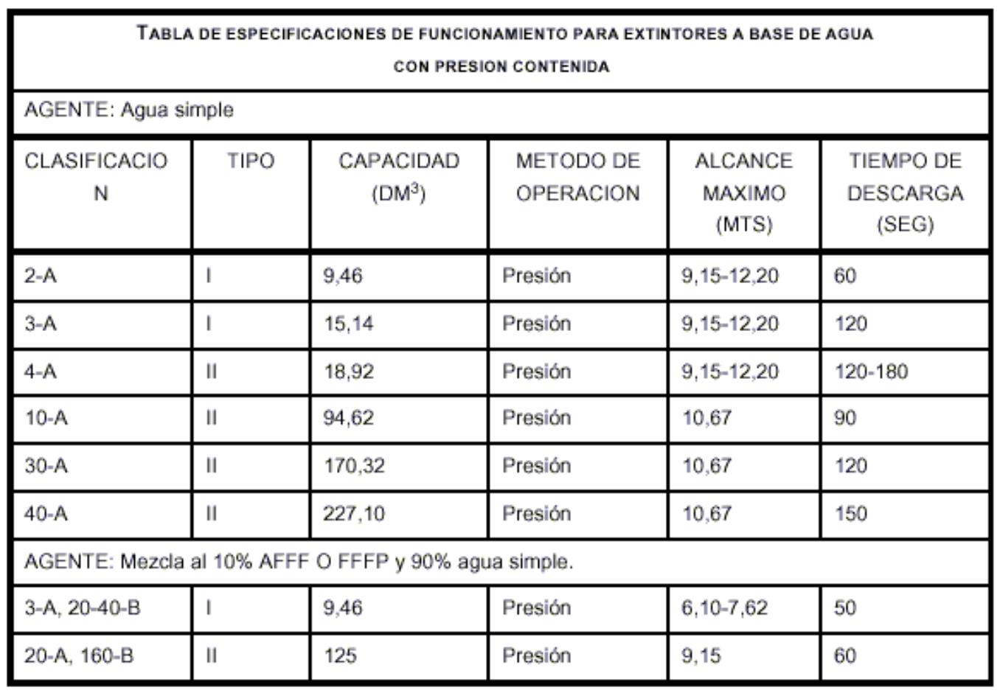 TABLA DE ESPECIFICACIONES DE FUNCIONAMIENTO PARA EXTINTORES A BASE DE AGUA
CON PRESION CONTENIDA
AGENTE: Agua simple
CLASIFICACIO
N
TIPO
CAPACIDAD
(DM³)
METODO DE
OPERACION
ALCANCE
MAXIMO
(MTS)
TIEMPO DE
DESCARGA
(SEG)
2-A I 9,46 Presión 9,15-12,20 60
3-A I 15,14 Presión 9,15-12,20 120
4-A II 18,92 Presión 9,15-12,20 120-180
10-A II 94,62 Presión 10,67 90
30-A II 170,32 Presión 10,67 120
40-A II 227,10 Presión 10,67 150
AGENTE: Mezcla al 10% AFFF O FFFP y 90% agua simple.
3-A, 20-40-B I 9,46 Presión 6,10-7,62 50
20-A, 160-B II 125 Presión 9,15 60